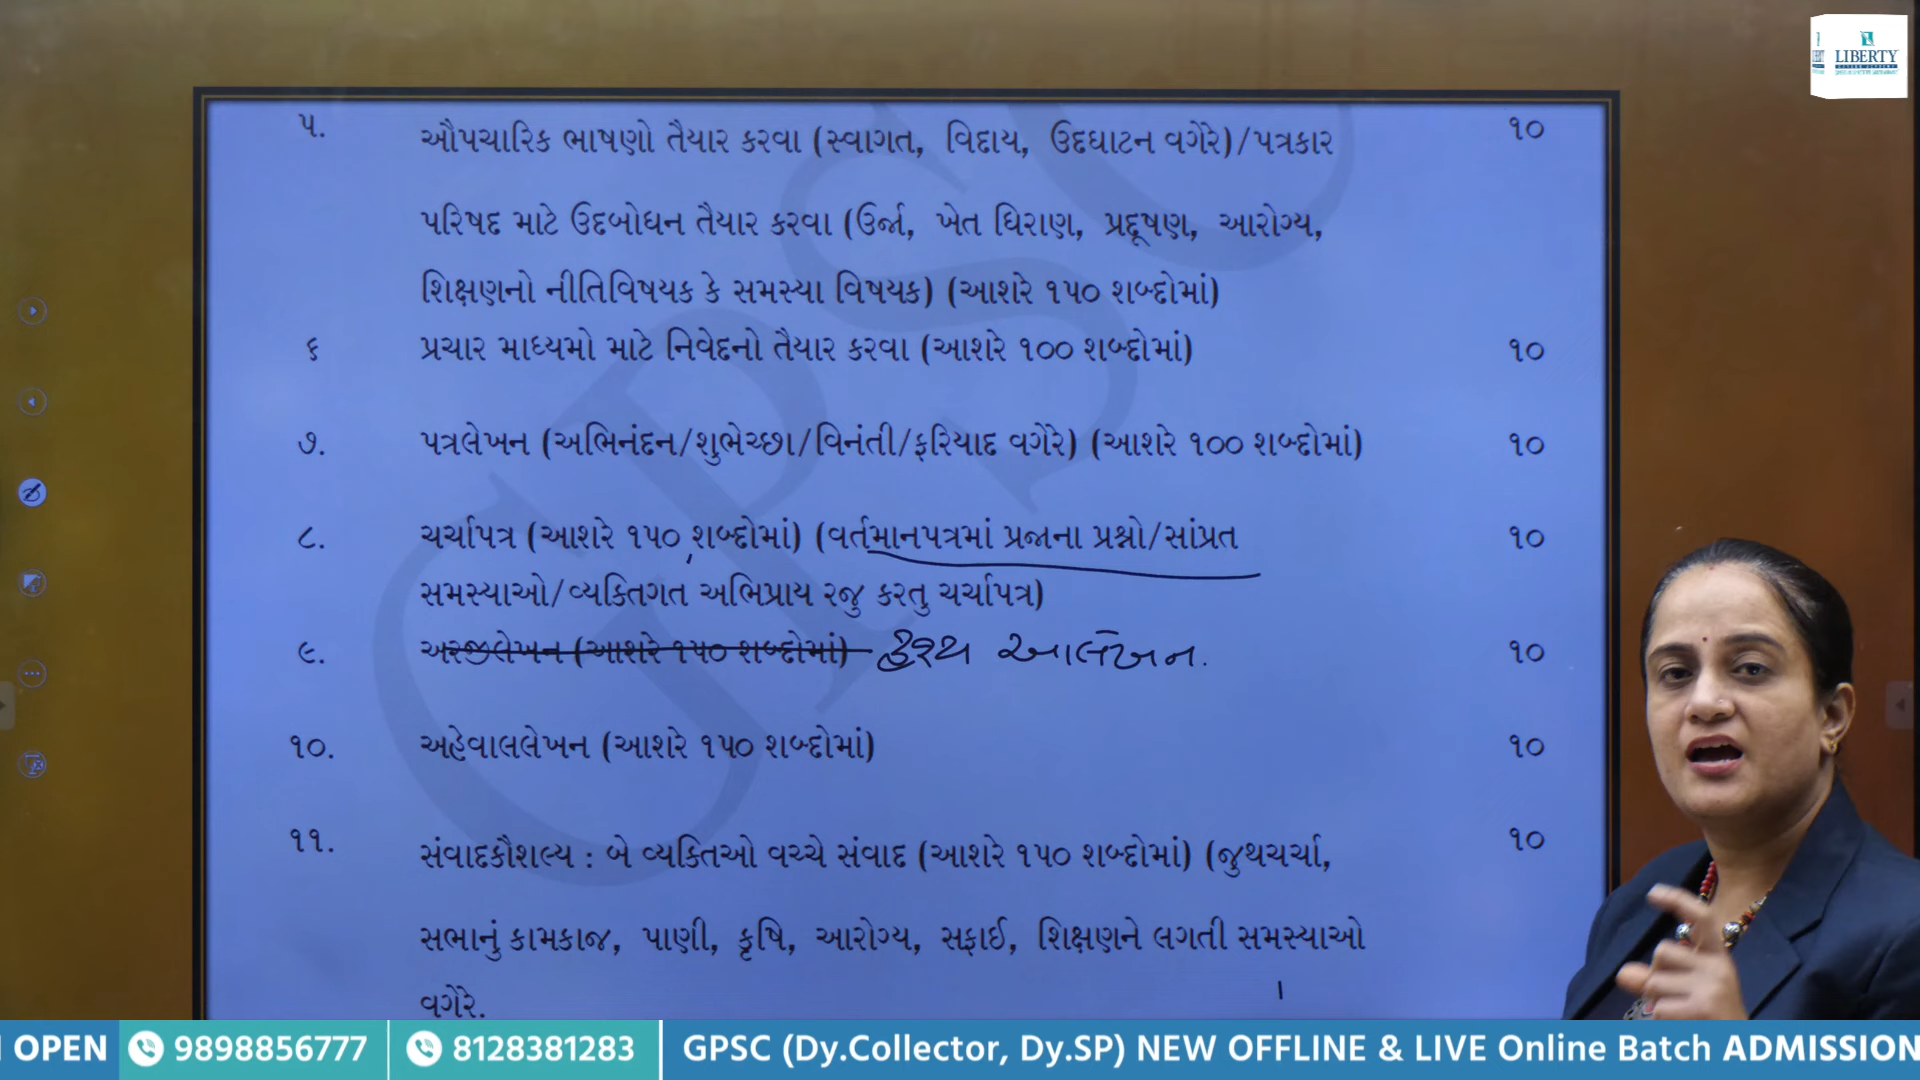 LIBERTY
૫. ઔપચારિક ભાષણો તૈયાર કરવા (સ્વાગત, વિદાય, ઉદઘાટન વગેરે)/પત્રકાર ૧૦
પરિષદ માટે ઉદબોધન તૈયાર કરવા (ઉર્જા, ખેત ધિરાણ, પ્રદૂષણ, આરોગ્ય,
શિક્ષણનો નીતિવિષયક કે સમસ્યા વિષયક) (આશરે ૧૫૦ શબ્દોમાં)
૬ પ્રચાર માધ્યમો માટે નિવેદનો તૈયાર કરવા (આશરે ૧૦૦ શબ્દોમાં) ૧૦
૭. પત્રલેખન (અભિનંદન/શુભેચ્છા/વિનંતી/ફરિયાદ વગેરે) (આશરે ૧૦૦ શબ્દોમાં) ૧૦
૮. ચર્ચાપત્ર (આશરે ૧૫૦ શબ્દોમાં) (વર્તમાનપત્રમાં પ્રજાના પ્રશ્નો/સાંપ્રત ૧૦
સમસ્યાઓ/વ્યક્તિગત અભિપ્રાય રજુ કરતુ ચર્ચાપત્ર)
૯. અરજીલેખન (આશરે ૧૫૦ શબ્દોમાં) દ્રશ્ય આલેખન. ૧૦
૧૦. અહેવાલલેખન (આશરે ૧૫૦ શબ્દોમાં) ૧૦
૧૧. સંવાદકૌશલ્ય : બે વ્યક્તિઓ વચ્ચે સંવાદ (આશરે ૧૫૦ શબ્દોમાં) (જુથચર્ચા, ૧૦
સભાનું કામકાજ, પાણી, કૃષિ, આરોગ્ય, સફાઈ, શિક્ષણને લગતી સમસ્યાઓ
વગેરે.
GPSC
OPEN 9898856777 8128381283 GPSC (Dy.Collector, Dy.SP) NEW OFFLINE & LIVE Online Batch ADMISSION